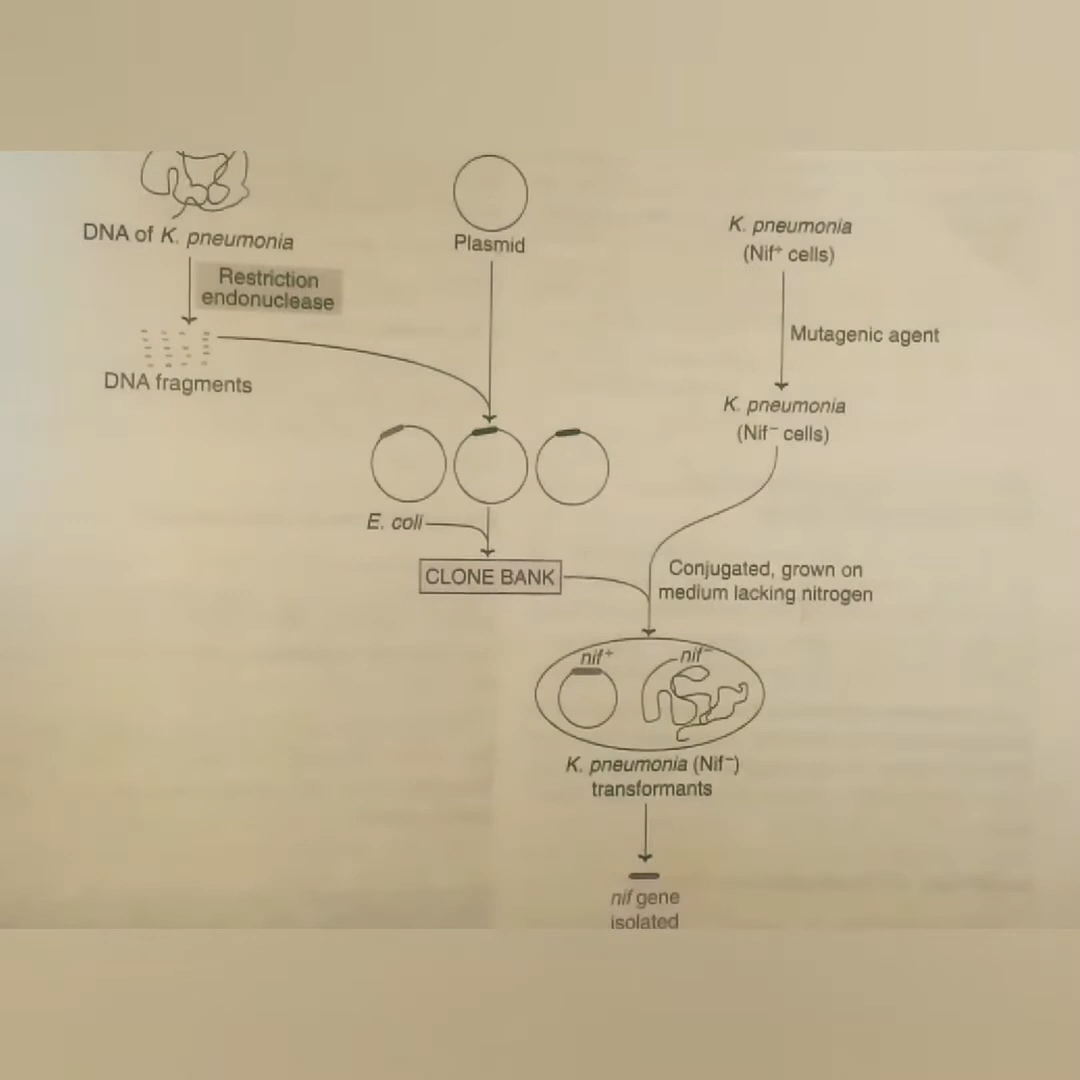 DNA of K. pneumonia
Restriction
endonuclease
DNA fragments
Plasmid
K. pneumonia
(Nif⁺ cells)
Mutagenic agent
K. pneumonia
(Nif⁻ cells)
E. coli
CLONE BANK
Conjugated, grown on
medium lacking nitrogen
nif⁺
nif⁻
K. pneumonia (Nif⁻)
transformants
nif gene
isolated